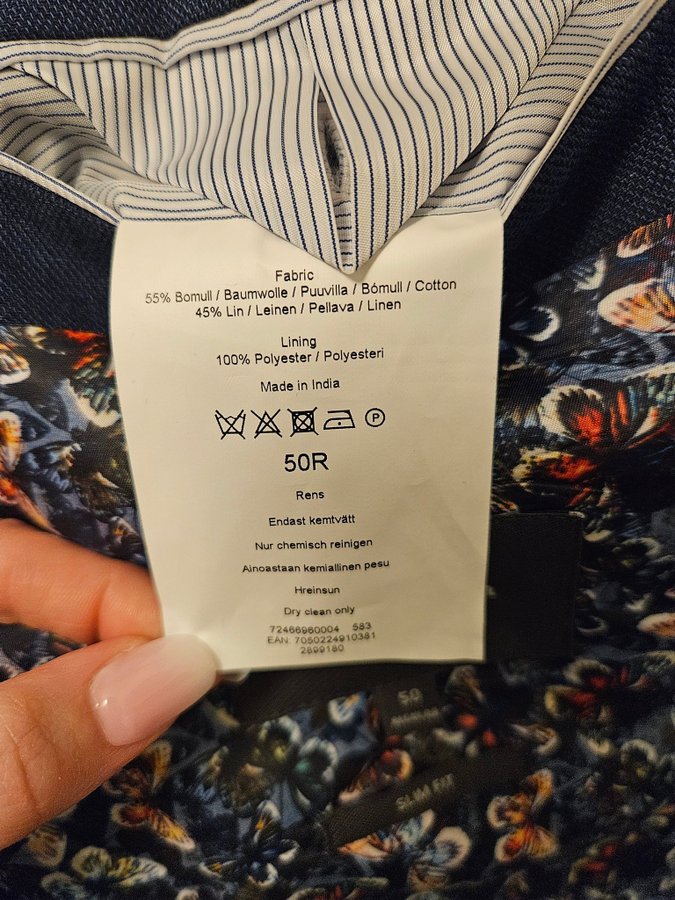 Fabric
55% Bomull / Baumwolle / Puuvilla / Bómull / Cotton
45% Lin / Leinen / Pellava / Linen
Lining
100% Polyester / Polyesteri
Made in India
P
50R
Rens
Endast kemtvätt
Nur chemisch reinigen
Ainoastaan kemiallinen pesu
Hreinsun
Dry clean only
72466960004 583
EAN: 7050224910381
2899180
50
SLIM FIT